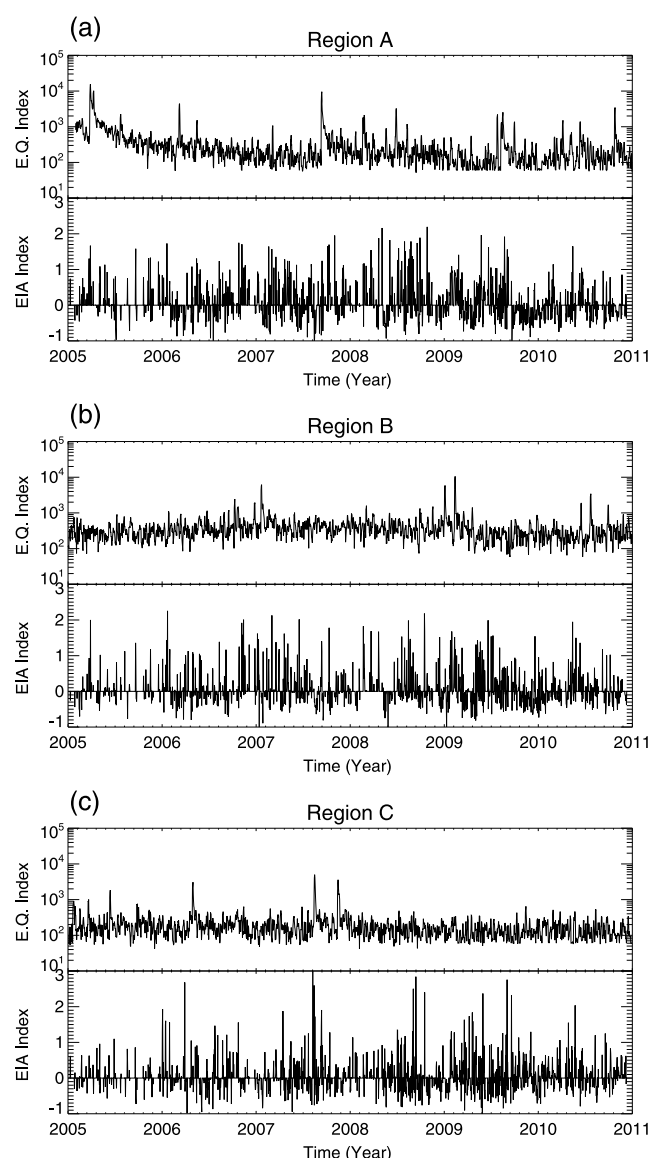 (a)
Region A
10^5
10^4
10^3
10^2
10^1
E.Q. Index
3
2
1
0
-1
EIA Index
2005 2006 2007 2008 2009 2010 2011
Time (Year)
(b)
Region B
10^5
10^4
10^3
10^2
10^1
E.Q. Index
3
2
1
0
-1
EIA Index
2005 2006 2007 2008 2009 2010 2011
Time (Year)
(c)
Region C
10^5
10^4
10^3
10^2
10^1
E.Q. Index
3
2
1
0
-1
EIA Index
2005 2006 2007 2008 2009 2010 2011
Time (Year)